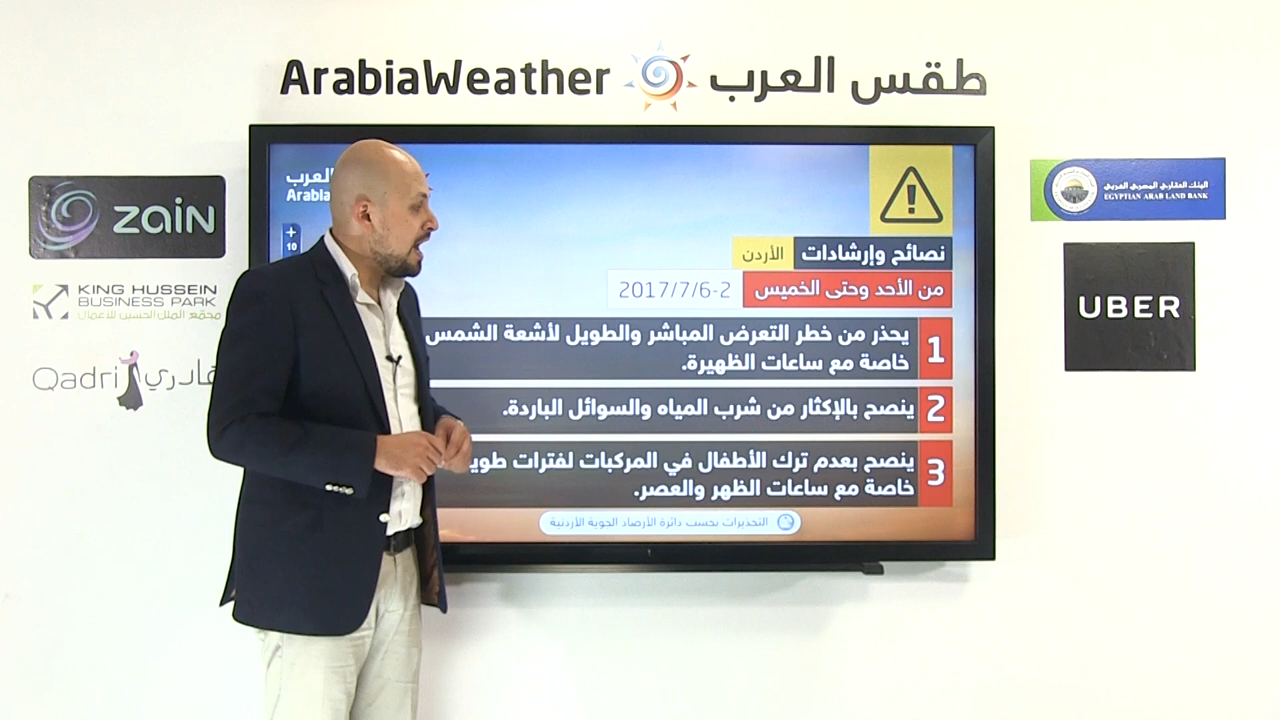 ArabiaWeather طقس العرب
zain
KING HUSSEIN
BUSINESS PARK
مجمع الملك الحسين للأعمال
Qadri
البنك العقاري المصري العربي
EGYPTIAN ARAB LAND BANK
UBER
+
10
نصائح وإرشادات الأردن
من الأحد وحتى الخميس 2017/7/6-2
1 يحذر من خطر التعرض المباشر والطويل لأشعة الشمس
خاصة مع ساعات الظهيرة.
2 ينصح بالإكثار من شرب المياه والسوائل الباردة.
3 ينصح بعدم ترك الأطفال في المركبات لفترات
خاصة مع ساعات الظهر والعصر.
التحذيرات بحسب دائرة الأرصاد الجوية الأردنية